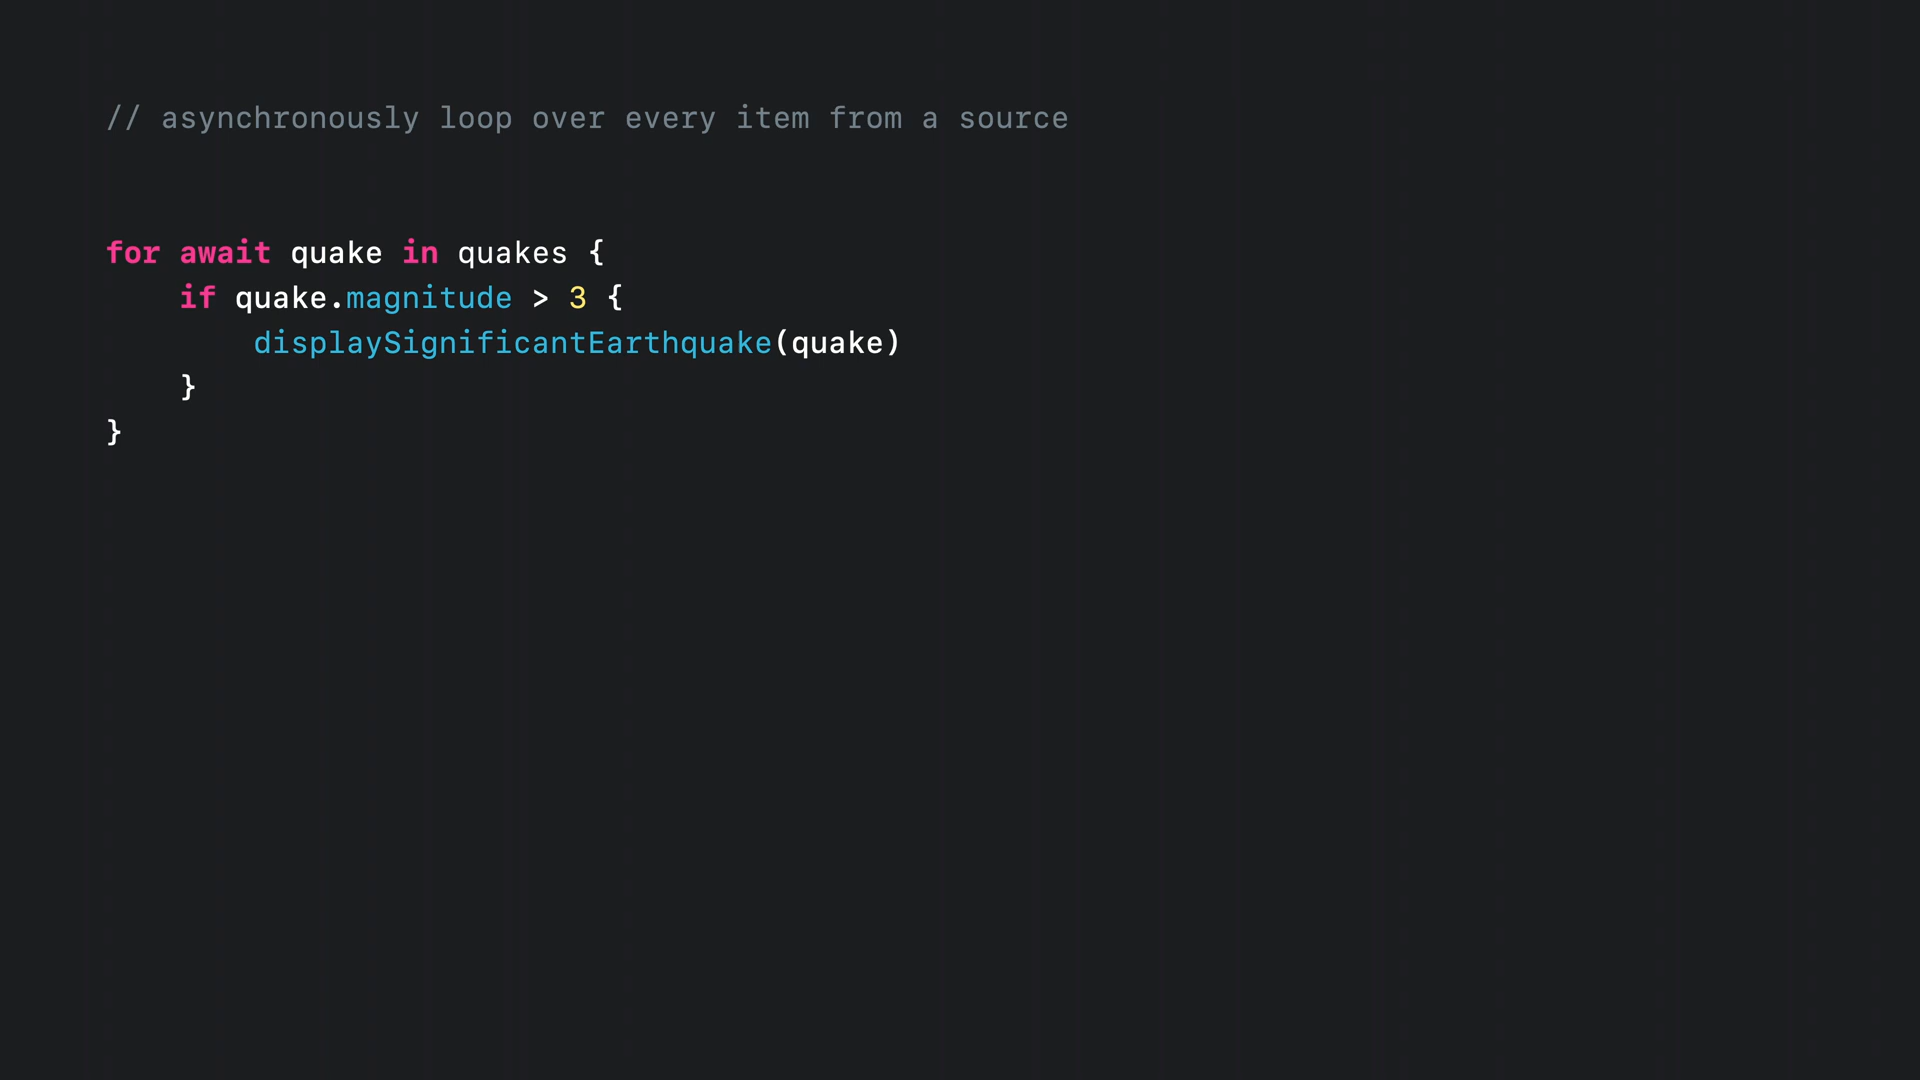 // asynchronously loop over every item from a source
for await quake in quakes {
    if quake.magnitude > 3 {
        displaySignificantEarthquake(quake)
    }
}